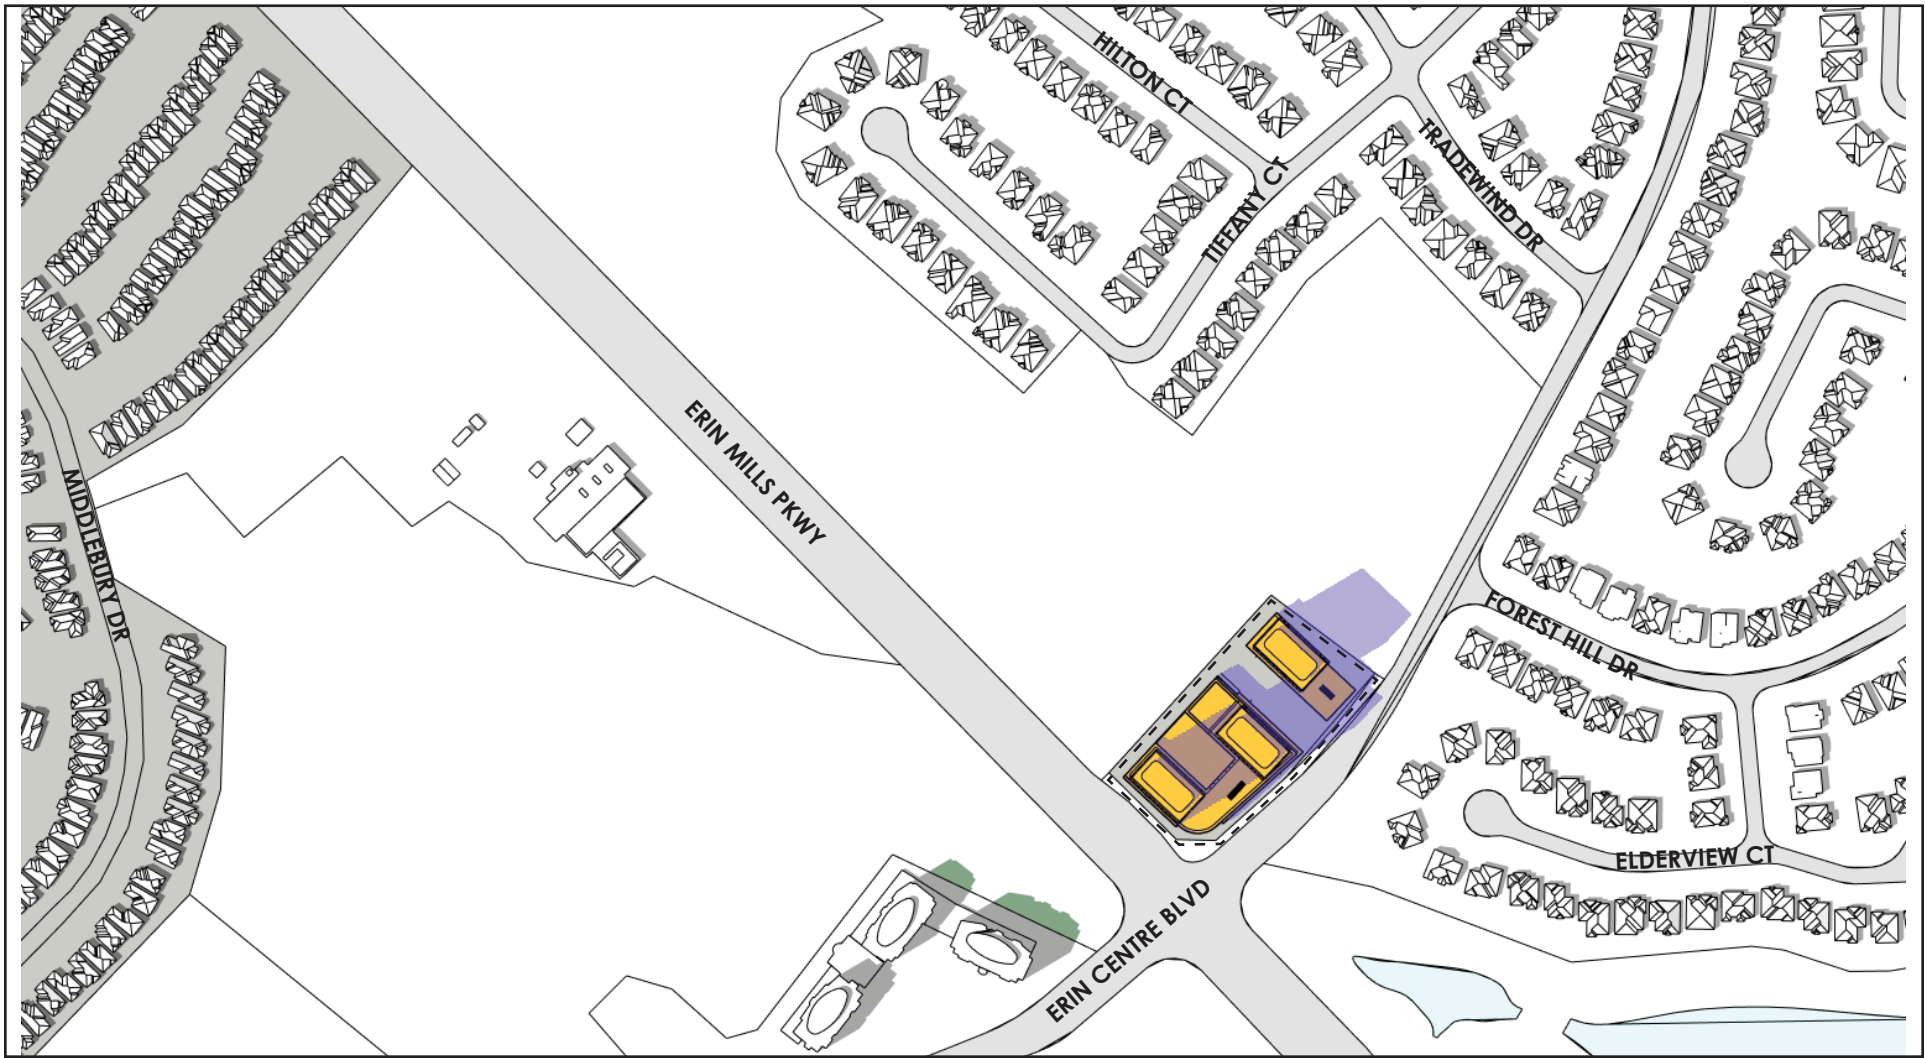 HILTON CT
TRADEWIND DR
TIFFANY CT
ERIN MILLS PKWY
MIDDLEBURY DR
FOREST HILL DR
ELDERVIEW CT
ERIN CENTRE BLVD